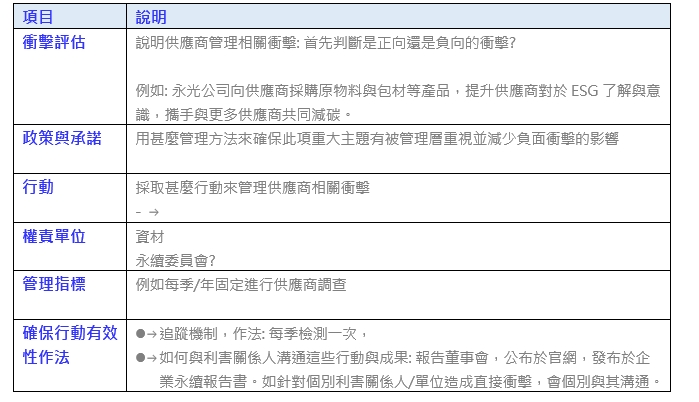 項目 說明
衝擊評估 說明供應商管理相關衝擊: 首先判斷是正向還是負向的衝擊?
例如: 永光公司向供應商採購原物料與包材等產品，提升供應商對於 ESG 了解與意
識，攜手與更多供應商共同減碳。
政策與承諾 用甚麼管理方法來確保此項重大主題有被管理層重視並減少負面衝擊的影響
行動 採取甚麼行動來管理供應商相關衝擊
- →
權責單位 資材
永續委員會?
管理指標 例如每季/年固定進行供應商調查
確保行動有效 ●→追蹤機制，作法: 每季檢測一次，
性作法 ●→如何與利害關係人溝通這些行動與成果: 報告董事會，公布於官網，發布於企
業永續報告書。如針對個別利害關係人/單位造成直接衝擊，會個別與其溝通。